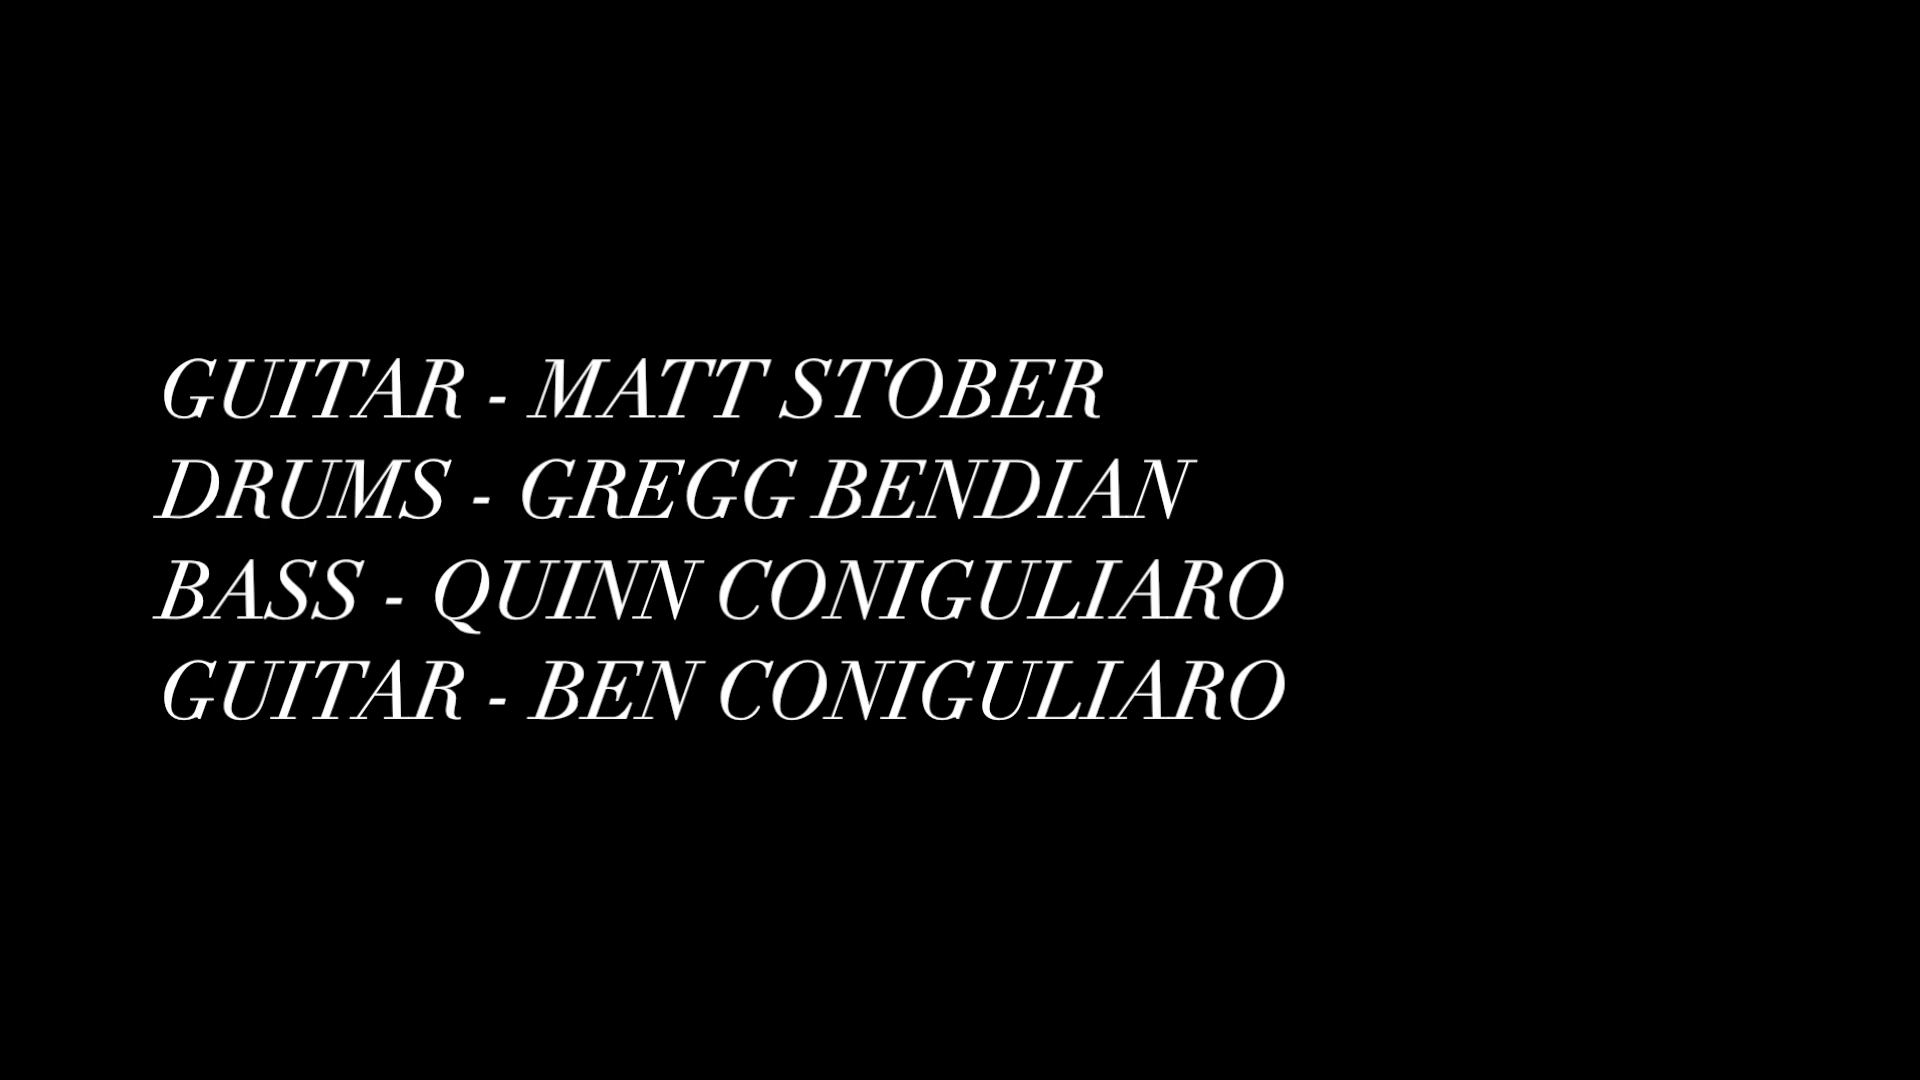 GUITAR - MATT STOBER
DRUMS - GREGG BENDIAN
BASS - QUINN CONIGULIARO
GUITAR - BEN CONIGULIARO